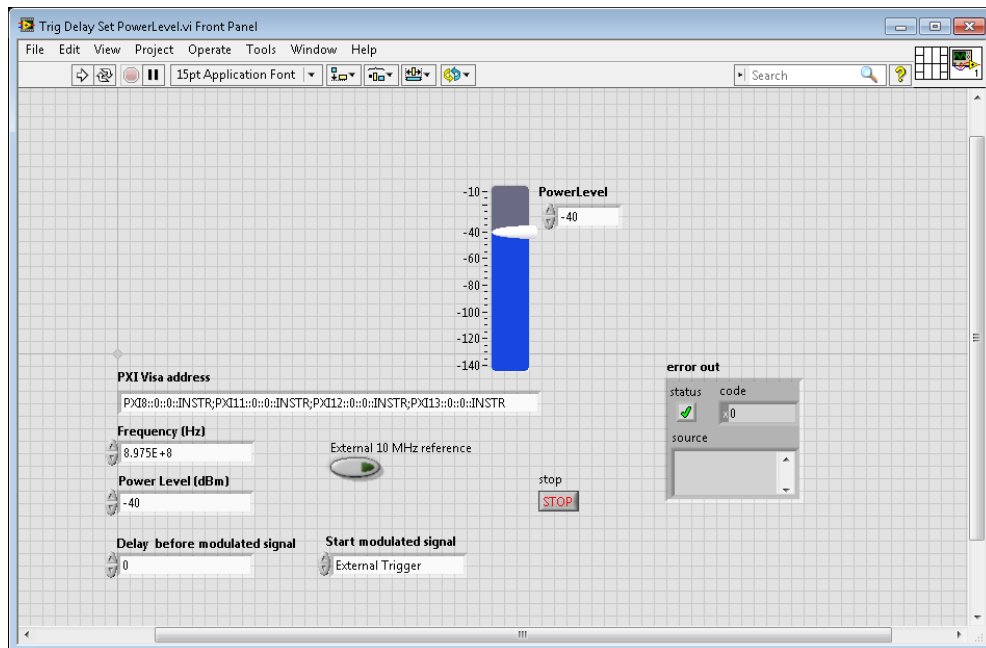 Trig Delay Set PowerLevel.vi Front Panel
File Edit View Project Operate Tools Window Help
15pt Application Font
Search
1
-10
-40
-60
-80
-100
-120
-140
PowerLevel
-40
PXI Visa address
PXI8::0::0::INSTR;PXI11::0::0::INSTR;PXI12::0::0::INSTR;PXI13::0::0::INSTR
Frequency (Hz)
8.975E+8
External 10 MHz reference
Power Level (dBm)
-40
Delay before modulated signal
0
Start modulated signal
External Trigger
stop
STOP
error out
status code
x0
source